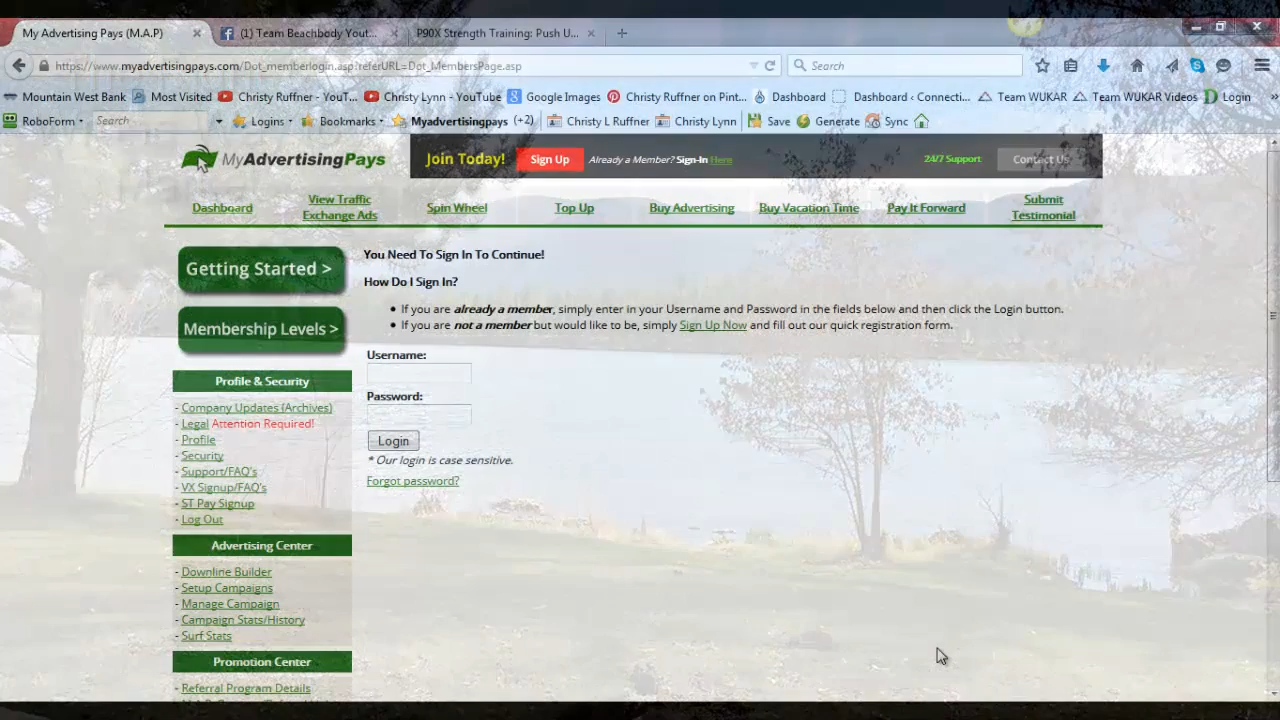 My Advertising Pays (M.A.P)
(1) Team Beachbody Yout...
P90X Strength Training: Push U...
https://www.myadvertisingpays.com/Dot_memberlogin.asp?referURL=Dot_MembersPage.asp
Search
Mountain West Bank
Most Visited
Christy Ruffner - YouT...
Christy Lynn - YouTube
Google Images
Christy Ruffner on Pint...
Dashboard
Dashboard ‹ Connecti...
Team WUKAR
Team WUKAR Videos
Login
RoboForm
Search
Logins
Bookmarks
Myadvertisingpays (+2)
Christy L Ruffner
Christy Lynn
Save
Generate
Sync
MyAdvertisingPays
Join Today!
Sign Up
Already a Member? Sign-In Here
24/7 Support
Contact Us
Dashboard
View Traffic
Exchange Ads
Spin Wheel
Top Up
Buy Advertising
Buy Vacation Time
Pay It Forward
Submit
Testimonial
Getting Started >
Membership Levels >
Profile & Security
- Company Updates (Archives)
- Legal Attention Required!
- Profile
- Security
- Support/FAQ's
- VX Signup/FAQ's
- ST Pay Signup
- Log Out
Advertising Center
- Downline Builder
- Setup Campaigns
- Manage Campaign
- Campaign Stats/History
- Surf Stats
Promotion Center
- Referral Program Details
You Need To Sign In To Continue!
How Do I Sign In?
• If you are already a member, simply enter in your Username and Password in the fields below and then click the Login button.
• If you are not a member but would like to be, simply Sign Up Now and fill out our quick registration form.
Username:
Password:
Login
* Our login is case sensitive.
Forgot password?